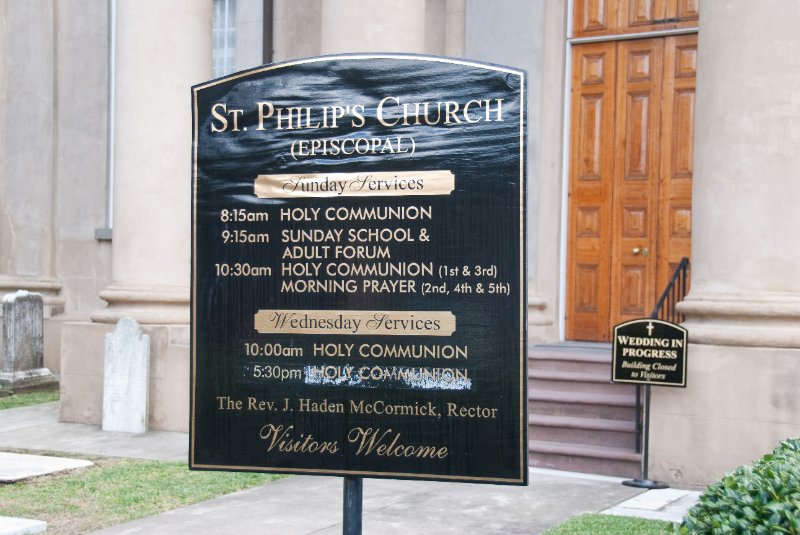 ST. PHILIP'S CHURCH
(EPISCOPAL)
Sunday Services
8:15am HOLY COMMUNION
9:15am SUNDAY SCHOOL &
ADULT FORUM
10:30am HOLY COMMUNION (1st & 3rd)
MORNING PRAYER (2nd, 4th & 5th)
Wednesday Services
10:00am HOLY COMMUNION
5:30pm HOLY COMMUNION
The Rev. J. Haden McCormick, Rector
Visitors Welcome
WEDDING IN
PROGRESS
Building Closed
to Visitors